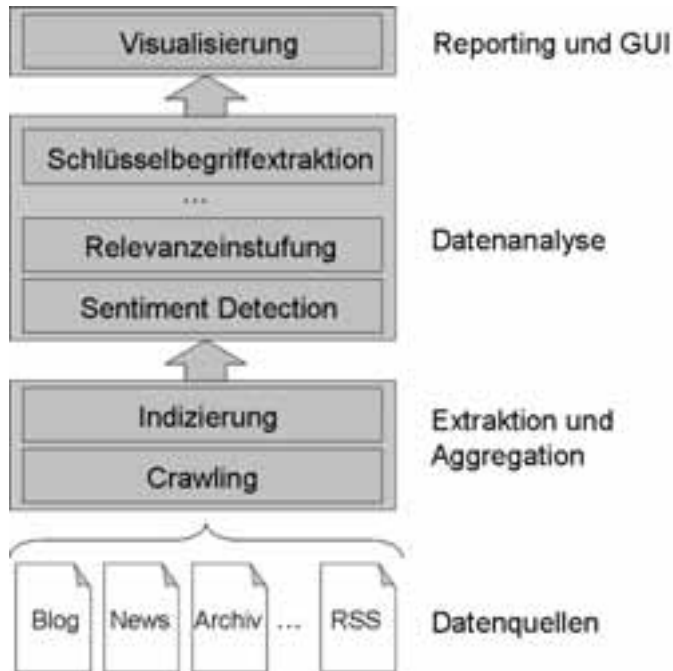 Visualisierung
Reporting und GUI
Schlüsselbegriffextraktion
...
Relevanzeinstufung
Sentiment Detection
Datenanalyse
Indizierung
Crawling
Extraktion und
Aggregation
Blog
News
Archiv
...
RSS
Datenquellen